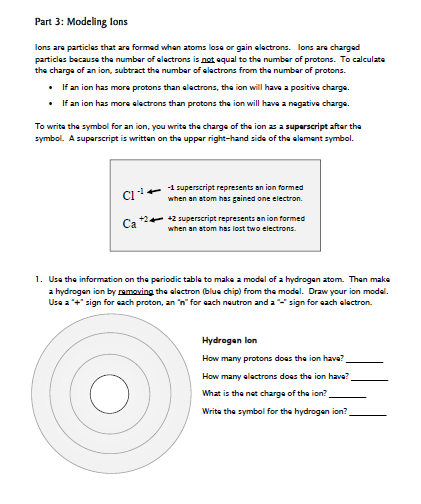 Part 3: Modeling Ions
Ions are particles that are formed when atoms lose or gain electrons. Ions are charged
particles because the number of electrons is not equal to the number of protons. To calculate
the charge of an ion, subtract the number of electrons from the number of protons.
• If an ion has more protons than electrons, the ion will have a positive charge.
• If an ion has more electrons than protons the ion will have a negative charge.
To write the symbol for an ion, you write the charge of the ion as a superscript after the
symbol. A superscript is written on the upper right-hand side of the element symbol.
Cl -1 -1 superscript represents an ion formed
when an atom has gained one electron.
Ca +2 +2 superscript represents an ion formed
when an atom has lost two electrons.
1. Use the information on the periodic table to make a model of a hydrogen atom. Then make
a hydrogen ion by removing the electron (blue chip) from the model. Draw your ion model.
Use a "+" sign for each proton, an "n" for each neutron and a "-" sign for each electron.
Hydrogen Ion
How many protons does the ion have? ________
How many electrons does the ion have? ________
What is the net charge of the ion? ________
Write the symbol for the hydrogen ion? ________